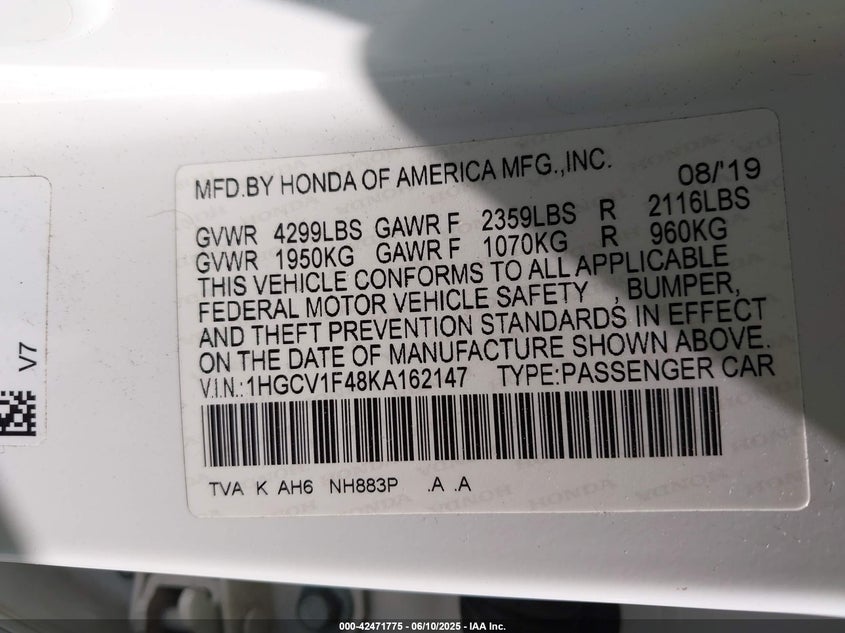 MFD.BY HONDA OF AMERICA MFG.,INC. 08/'19
GVWR 4299LBS GAWR F 2359LBS R 2116LBS
GVWR 1950KG GAWR F 1070KG R 960KG
THIS VEHICLE CONFORMS TO ALL APPLICABLE
FEDERAL MOTOR VEHICLE SAFETY , BUMPER,
AND THEFT PREVENTION STANDARDS IN EFFECT
ON THE DATE OF MANUFACTURE SHOWN ABOVE.
V.I.N.:1HGCV1F48KA162147 TYPE:PASSENGER CAR
TVA K AH6 NH883P .A .A
V7
000-42471775 - 06/10/2025 - IAA Inc.